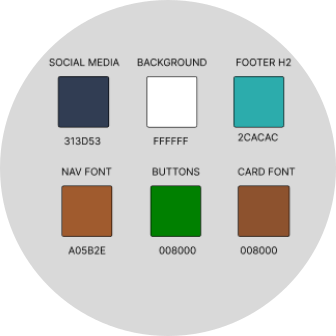 SOCIAL MEDIA BACKGROUND FOOTER H2
313D53 FFFFFF 2CACAC
NAV FONT BUTTONS CARD FONT
A05B2E 008000 008000